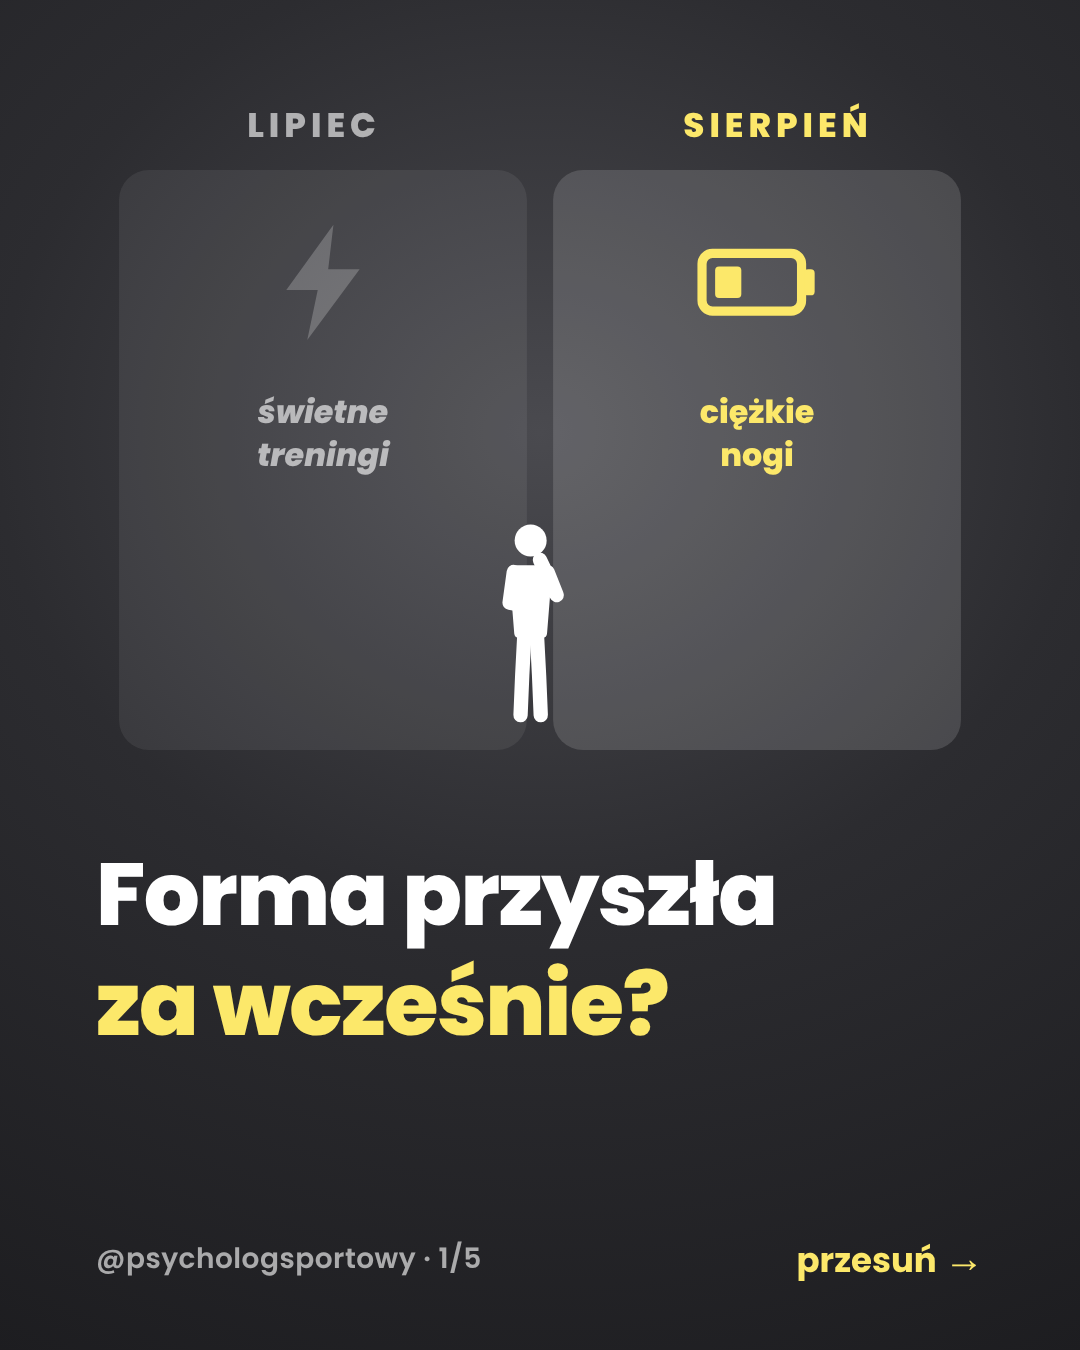 LIPIEC
SIERPIEŃ
świetne
treningi
ciężkie
nogi
Forma przyszła
za wcześnie?
@psychologsportowy · 1/5
przesuń →